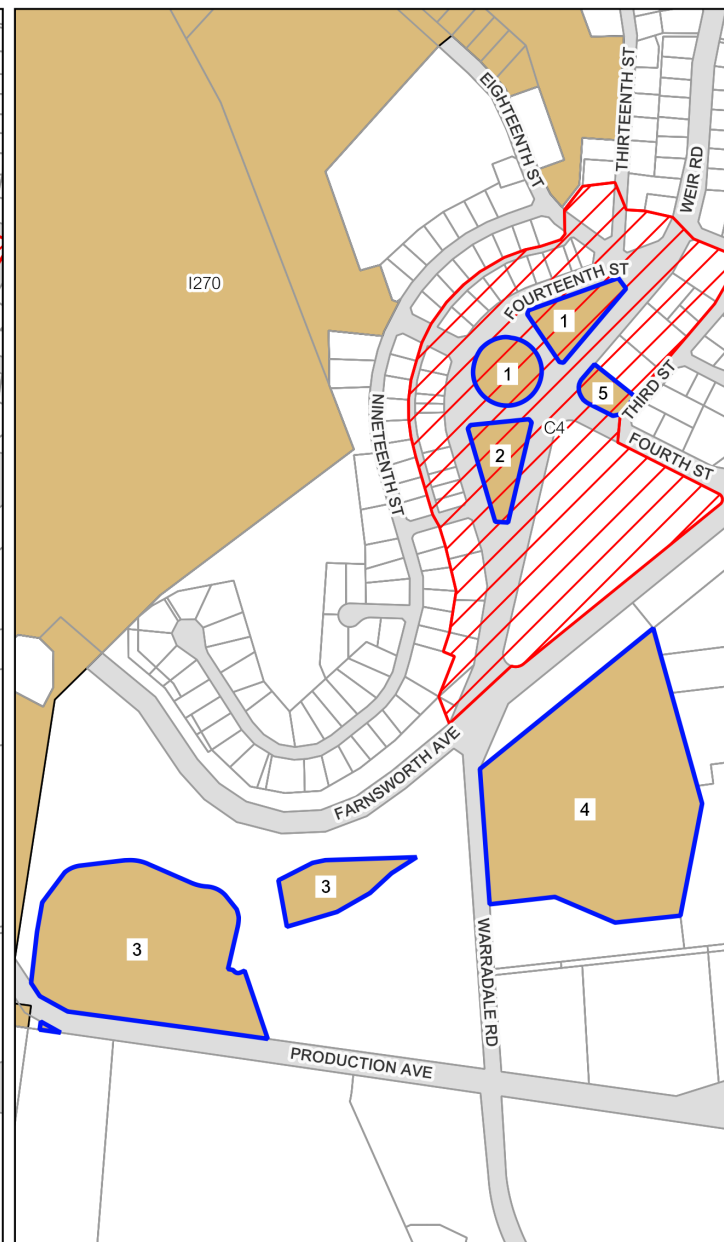 EIGHTEENTH ST
THIRTEENTH ST
WEIR RD
I270
FOURTEENTH ST
1
1
5
THIRD ST
NINETEENTH ST
C4
FOURTH ST
2
FARNSWORTH AVE
4
3
3
WARRADALE RD
PRODUCTION AVE